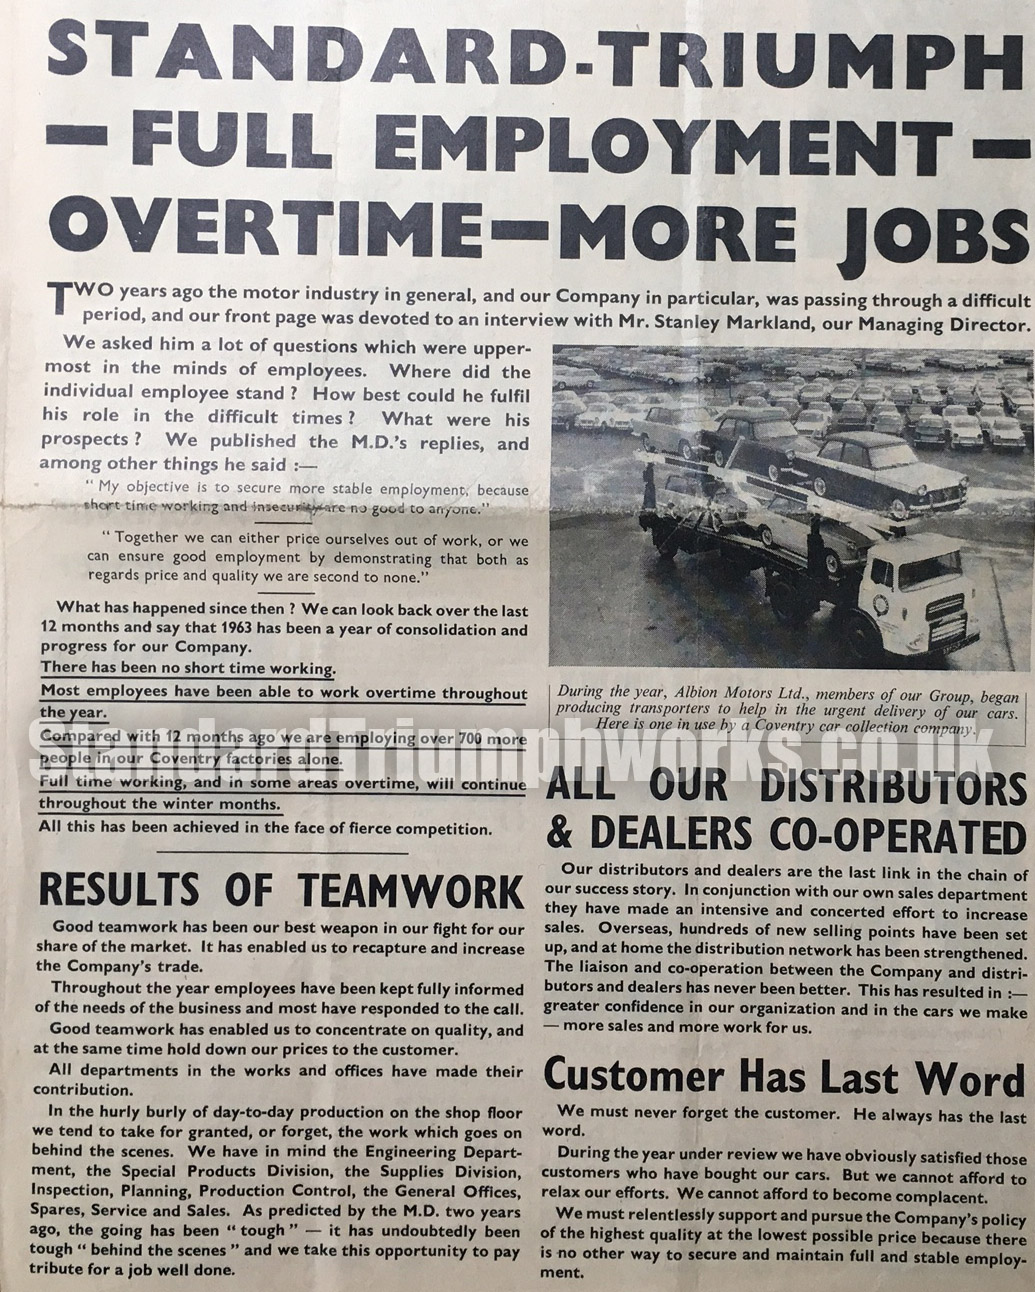 STANDARD-TRIUMPH
— FULL EMPLOYMENT —
OVERTIME—MORE JOBS
TWO years ago the motor industry in general, and our Company in particular, was passing through a difficult
period, and our front page was devoted to an interview with Mr. Stanley Markland, our Managing Director.
We asked him a lot of questions which were upper-
most in the minds of employees. Where did the
individual employee stand ? How best could he fulfil
his role in the difficult times ? What were his
prospects ? We published the M.D.'s replies, and
among other things he said :—
" My objective is to secure more stable employment, because
short time working and insecurity are no good to anyone."
" Together we can either price ourselves out of work, or we
can ensure good employment by demonstrating that both as
regards price and quality we are second to none."
What has happened since then ? We can look back over the last
12 months and say that 1963 has been a year of consolidation and
progress for our Company.
There has been no short time working.
Most employees have been able to work overtime throughout
the year.
Compared with 12 months ago we are employing over 700 more
people in our Coventry factories alone.
Full time working, and in some areas overtime, will continue
throughout the winter months.
All this has been achieved in the face of fierce competition.
RESULTS OF TEAMWORK
Good teamwork has been our best weapon in our fight for our
share of the market. It has enabled us to recapture and increase
the Company's trade.
Throughout the year employees have been kept fully informed
of the needs of the business and most have responded to the call.
Good teamwork has enabled us to concentrate on quality, and
at the same time hold down our prices to the customer.
All departments in the works and offices have made their
contribution.
In the hurly burly of day-to-day production on the shop floor
we tend to take for granted, or forget, the work which goes on
behind the scenes. We have in mind the Engineering Depart-
ment, the Special Products Division, the Supplies Division,
Inspection, Planning, Production Control, the General Offices,
Spares, Service and Sales. As predicted by the M.D. two years
ago, the going has been " tough " — it has undoubtedly been
tough " behind the scenes " and we take this opportunity to pay
tribute for a job well done.
During the year, Albion Motors Ltd., members of our Group, began
producing transporters to help in the urgent delivery of our cars.
Here is one in use by a Coventry car collection company.
StandardTriumphworks.co.uk
ALL OUR DISTRIBUTORS
& DEALERS CO-OPERATED
Our distributors and dealers are the last link in the chain of
our success story. In conjunction with our own sales department
they have made an intensive and concerted effort to increase
sales. Overseas, hundreds of new selling points have been set
up, and at home the distribution network has been strengthened.
The liaison and co-operation between the Company and distri-
butors and dealers has never been better. This has resulted in :—
greater confidence in our organization and in the cars we make
— more sales and more work for us.
Customer Has Last Word
We must never forget the customer. He always has the last
word.
During the year under review we have obviously satisfied those
customers who have bought our cars. But we cannot afford to
relax our efforts. We cannot afford to become complacent.
We must relentlessly support and pursue the Company's policy
of the highest quality at the lowest possible price because there
is no other way to secure and maintain full and stable employ-
ment.